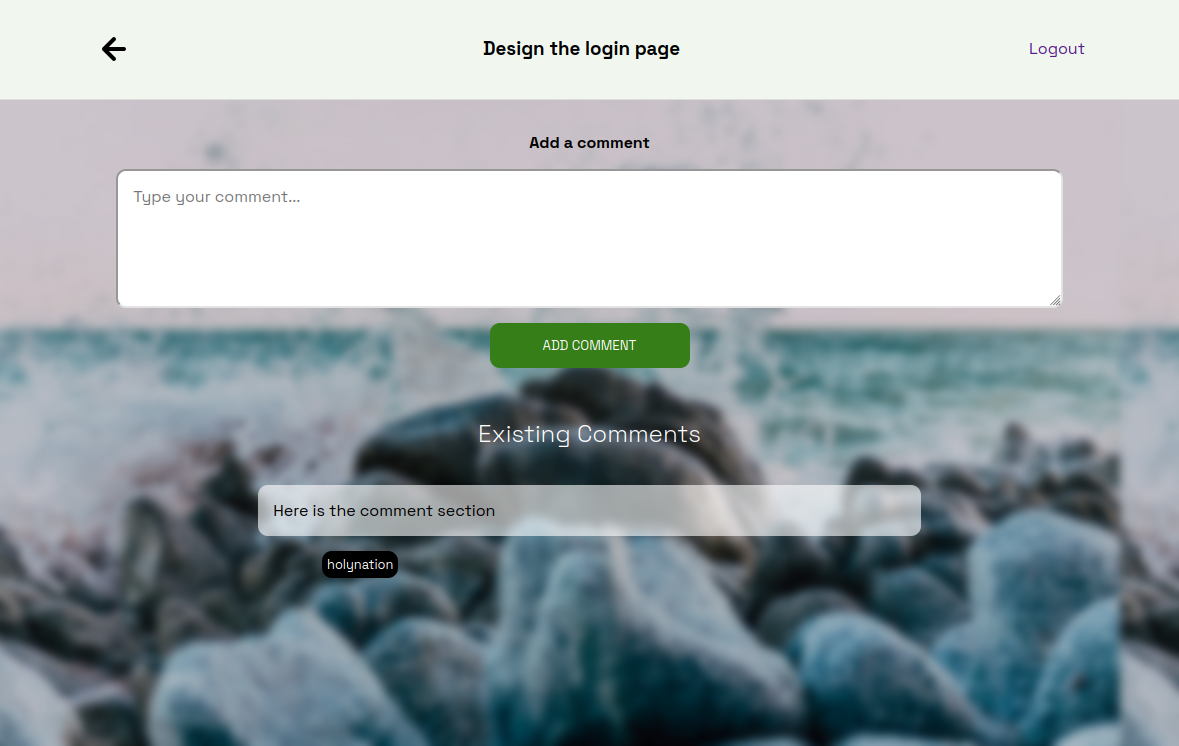 Design the login page
Logout
Add a comment
Type your comment...
ADD COMMENT
Existing Comments
Here is the comment section
holynation